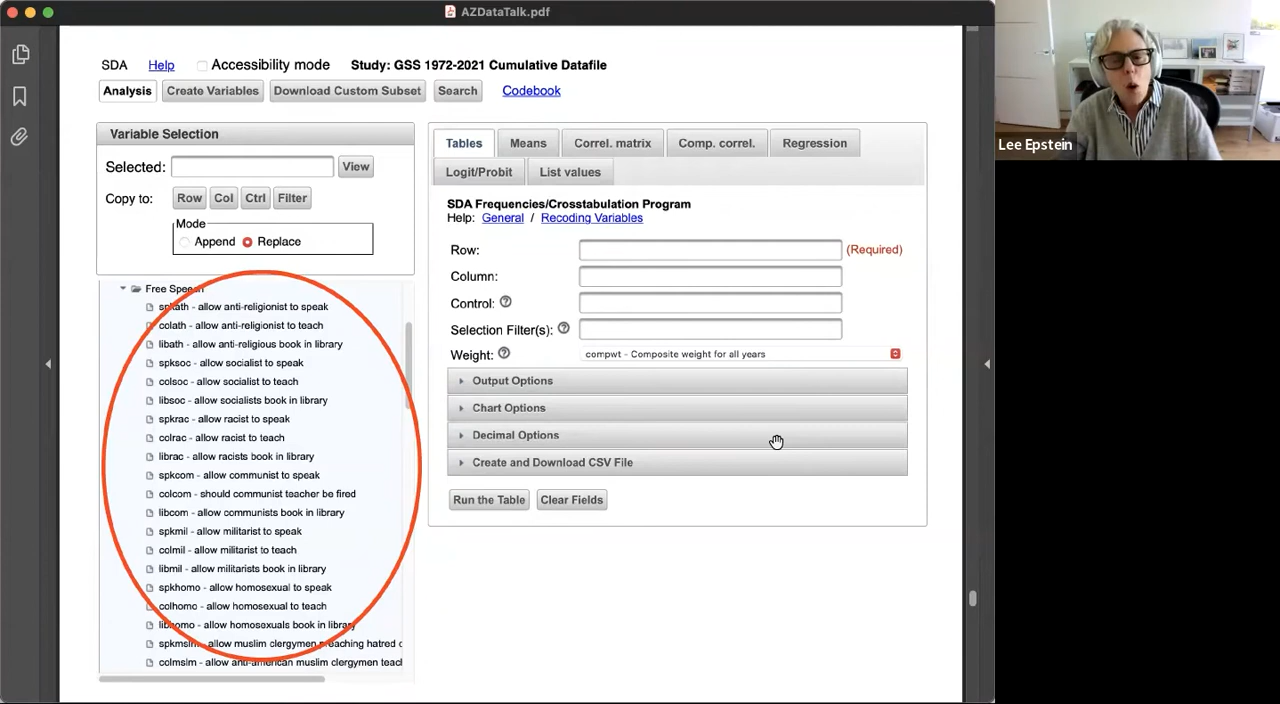 AZDataTalk.pdf
SDA Help Accessibility mode Study: GSS 1972-2021 Cumulative Datafile
Analysis Create Variables Download Custom Subset Search Codebook
Variable Selection
Selected: View
Copy to: Row Col Ctrl Filter
Mode
Append Replace
Free Speech
spkath - allow anti-religionist to speak
colath - allow anti-religionist to teach
libath - allow anti-religious book in library
spksoc - allow socialist to speak
colsoc - allow socialist to teach
libsoc - allow socialists book in library
spkrac - allow racist to speak
colrac - allow racist to teach
librac - allow racists book in library
spkcom - allow communist to speak
colcom - should communist teacher be fired
libcom - allow communists book in library
spkmil - allow militarist to speak
colmil - allow militarist to teach
libmil - allow militarists book in library
spkhomo - allow homosexual to speak
colhomo - allow homosexual to teach
libhomo - allow homosexuals book in library
spkmslm - allow muslim clergymen preaching hatred o
colmslm - allow anti-american muslim clergymen teach
Tables Means Correl. matrix Comp. correl. Regression
Logit/Probit List values
SDA Frequencies/Crosstabulation Program
Help: General / Recoding Variables
Row: (Required)
Column:
Control: ?
Selection Filter(s): ?
Weight: ? compwt - Composite weight for all years
Output Options
Chart Options
Decimal Options
Create and Download CSV File
Run the Table Clear Fields
Lee Epstein